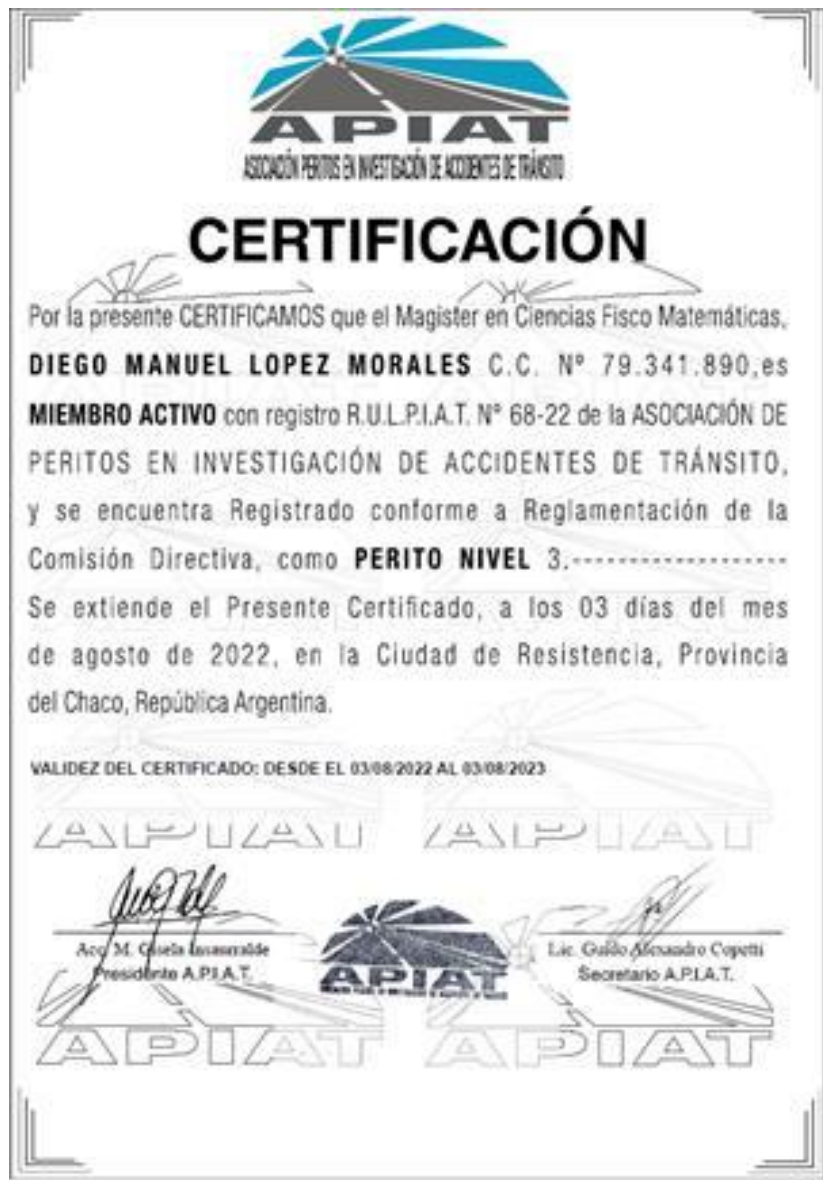 APIAT
ASOCIACIÓN PERITOS EN INVESTIGACIÓN DE ACCIDENTES DE TRÁNSITO
CERTIFICACIÓN
Por la presente CERTIFICAMOS que el Magister en Ciencias Fisco Matemáticas,
DIEGO MANUEL LOPEZ MORALES C.C. Nº 79.341.890,es
MIEMBRO ACTIVO con registro R.U.L.P.I.A.T. N° 68-22 de la ASOCIACIÓN DE
PERITOS EN INVESTIGACIÓN DE ACCIDENTES DE TRÁNSITO,
y se encuentra Registrado conforme a Reglamentación de la
Comisión Directiva, como PERITO NIVEL 3.-------------------
Se extiende el Presente Certificado, a los 03 días del mes
de agosto de 2022, en la Ciudad de Resistencia, Provincia
del Chaco, República Argentina.
VALIDEZ DEL CERTIFICADO: DESDE EL 03/08/2022 AL 03/08/2023
APIAT APIAT
M. Gisela Insaurralde
Presidente A.P.I.A.T.
APIAT
Lic. Guido Alexandro Copetti
Secretario A.P.I.A.T.
APIAT APIAT